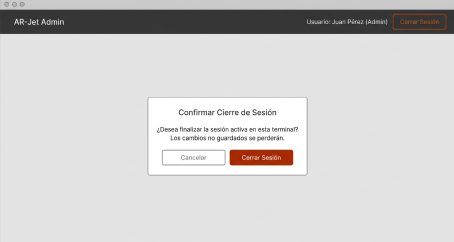 AR-Jet Admin
Usuario: Juan Pérez (Admin)
Cerrar Sesión
Confirmar Cierre de Sesión
¿Desea finalizar la sesión activa en esta terminal?
Los cambios no guardados se perderán.
Cancelar
Cerrar Sesión